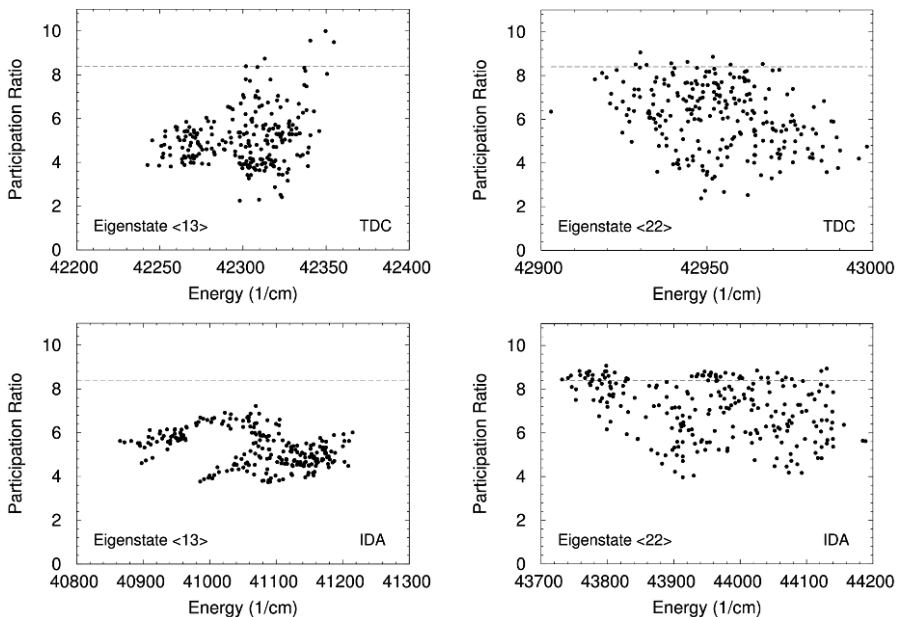 10
8
6
4
2
0
Participation Ratio
Eigenstate <13>
TDC
42200
42250
42300
42350
42400
Energy (1/cm)
10
8
6
4
2
0
Participation Ratio
Eigenstate <22>
TDC
42900
42950
43000
Energy (1/cm)
10
8
6
4
2
0
Participation Ratio
Eigenstate <13>
IDA
40800
40900
41000
41100
41200
41300
Energy (1/cm)
10
8
6
4
2
0
Participation Ratio
Eigenstate <22>
IDA
43700
43800
43900
44000
44100
44200
Energy (1/cm)